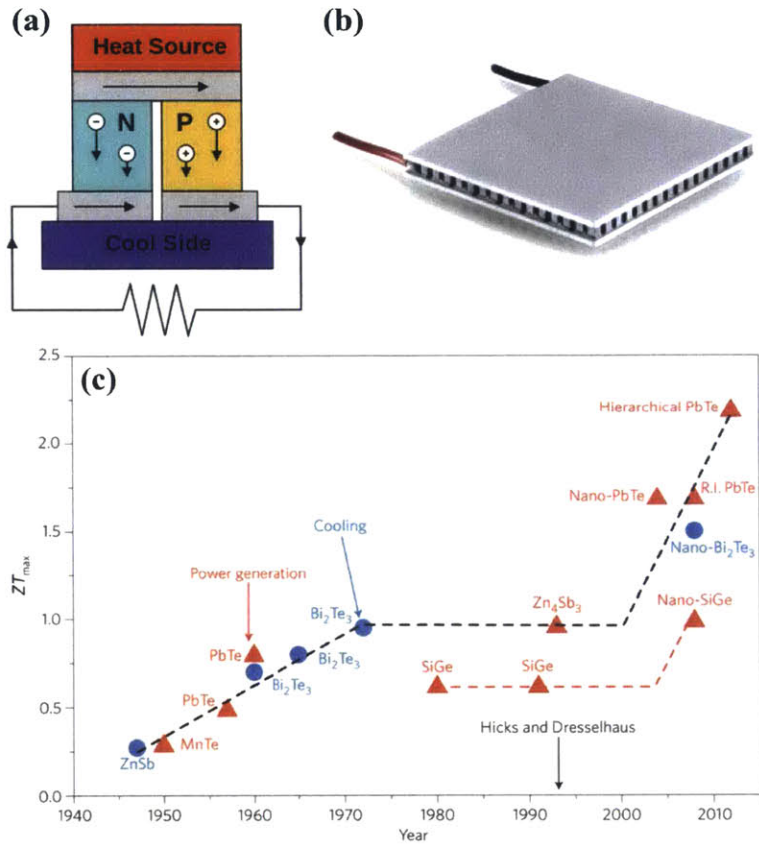 (a)
Heat Source
N
P
Cool Side
(b)
(c)
ZTmax
2.5
2.0
1.5
1.0
0.5
0.0
Hierarchical PbTe
Nano-PbTe
R.I. PbTe
Nano-Bi₂Te₃
Cooling
Power generation
Bi₂Te₃
Zn₄Sb₃
Nano-SiGe
PbTe
Bi₂Te₃
Bi₂Te₃
SiGe
SiGe
PbTe
MnTe
ZnSb
Hicks and Dresselhaus
1940
1950
1960
1970
1980
1990
2000
2010
Year